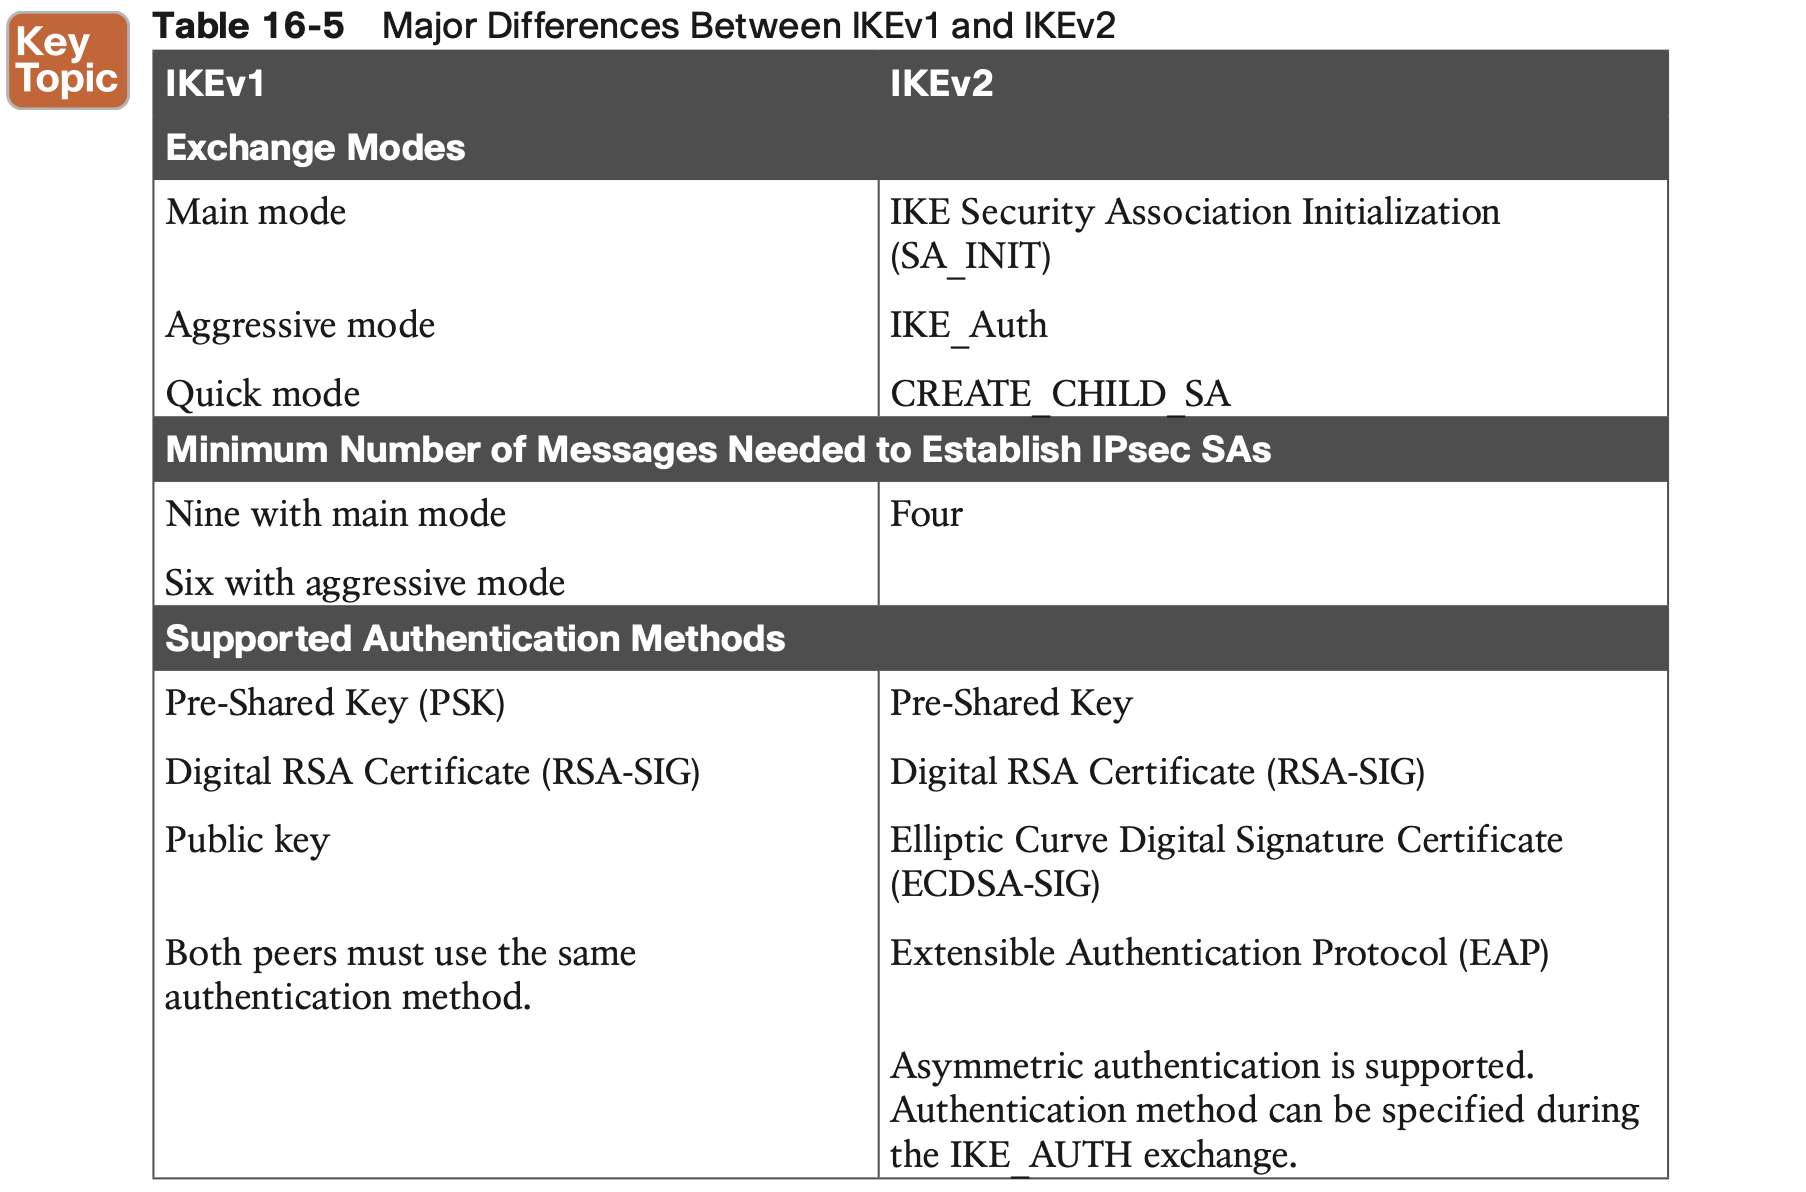 Key
Topic
Table 16-5 Major Differences Between IKEv1 and IKEv2
IKEv1 IKEv2
Exchange Modes
Main mode IKE Security Association Initialization
(SA_INIT)
Aggressive mode IKE_Auth
Quick mode CREATE_CHILD_SA
Minimum Number of Messages Needed to Establish IPsec SAs
Nine with main mode Four
Six with aggressive mode
Supported Authentication Methods
Pre-Shared Key (PSK) Pre-Shared Key
Digital RSA Certificate (RSA-SIG) Digital RSA Certificate (RSA-SIG)
Public key Elliptic Curve Digital Signature Certificate
(ECDSA-SIG)
Both peers must use the same Extensible Authentication Protocol (EAP)
authentication method.
Asymmetric authentication is supported.
Authentication method can be specified during
the IKE_AUTH exchange.